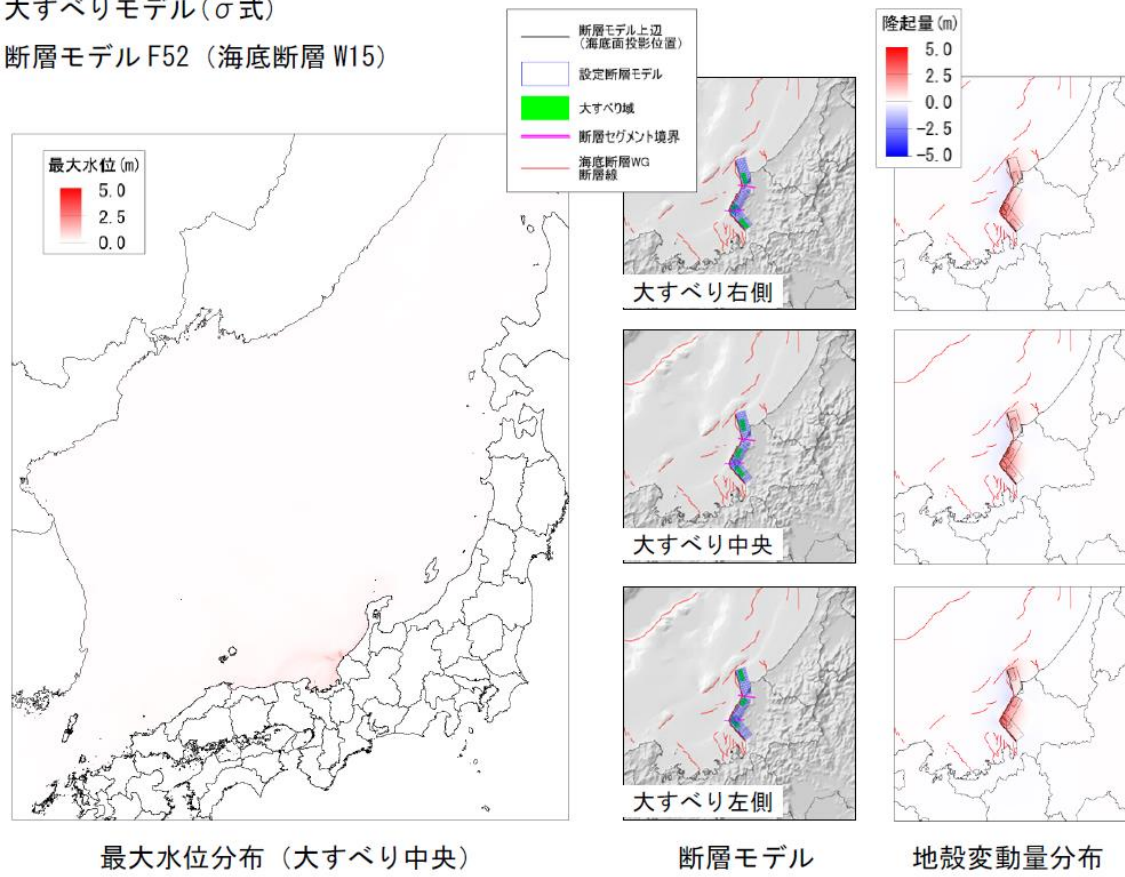 大すべりモデル(σ式)
断層モデル F52（海底断層 W15）
最大水位(m)
5.0
2.5
0.0
断層モデル上辺
(海底面投影位置)
設定断層モデル
大すべり域
断層セグメント境界
海底断層WG
断層線
隆起量(m)
5.0
2.5
0.0
-2.5
-5.0
大すべり右側
大すべり中央
大すべり左側
最大水位分布（大すべり中央）
断層モデル
地殻変動量分布